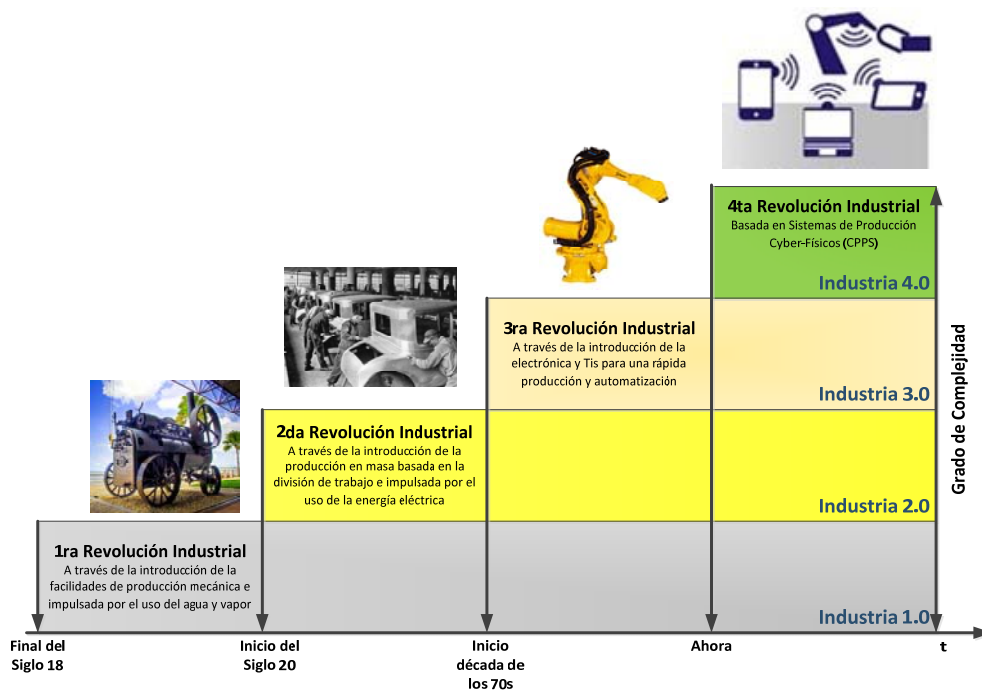 4ta Revolución Industrial
Basada en Sistemas de Producción
Cyber-Físicos (CPPS)
Industria 4.0
3ra Revolución Industrial
A través de la introducción de la
electrónica y Tis para una rápida
producción y automatización
Industria 3.0
2da Revolución Industrial
A través de la introducción de la
producción en masa basada en la
división de trabajo e impulsada por el
uso de la energía eléctrica
Industria 2.0
1ra Revolución Industrial
A través de la introducción de la
facilidades de producción mecánica e
impulsada por el uso del agua y vapor
Industria 1.0
Grado de Complejidad
Final del
Siglo 18
Inicio del
Siglo 20
Inicio
década de
los 70s
Ahora
t